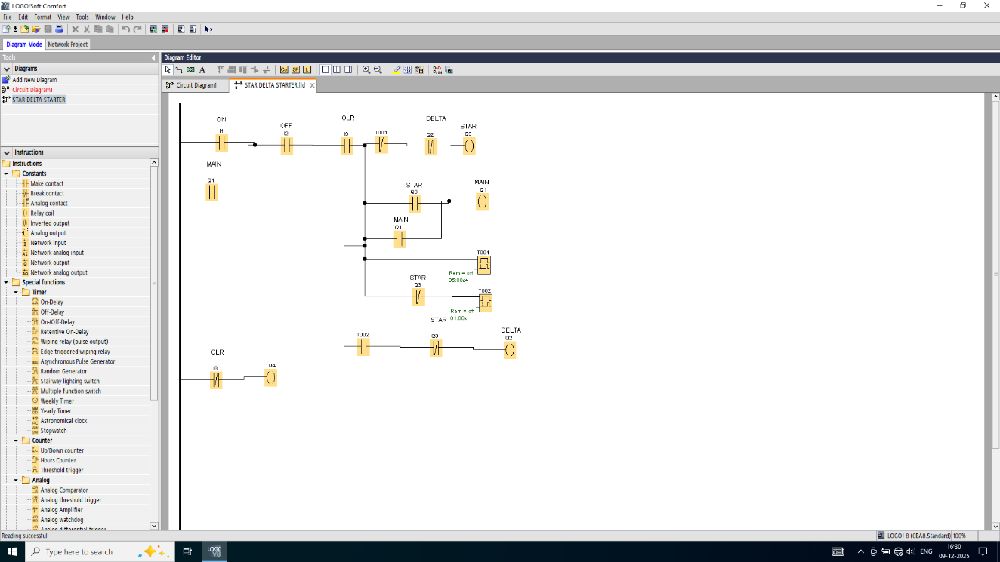 LOGO!Soft Comfort
File Edit Format View Tools Window Help
Diagram Mode Network Project
Tools
Diagrams
Add New Diagram
Circuit Diagram1
STAR DELTA STARTER
Instructions
Instructions
Constants
Make contact
Break contact
Analog contact
Relay coil
Inverted output
Analog output
Network input
Network analog input
Network output
Network analog output
Special functions
Timer
On-Delay
Off-Delay
On-/Off-Delay
Retentive On-Delay
Wiping relay (pulse output)
Edge triggered wiping relay
Asynchronous Pulse Generator
Random Generator
Stairway lighting switch
Multiple function switch
Weekly Timer
Yearly Timer
Astronomical clock
Stopwatch
Counter
Up/Down counter
Hours Counter
Threshold trigger
Analog
Analog Comparator
Analog threshold trigger
Analog Amplifier
Analog watchdog
Analog differential trigger
Diagram Editor
A Co SF L
Circuit Diagram1 STAR DELTA STARTER.lld
ON OFF OLR DELTA STAR
I1 I2 I3 T001 Q2 Q3
MAIN
Q1
STAR MAIN
Q3 Q1
MAIN
Q1
T001
Rem = off
05:00s+
STAR
Q3 T002
Rem = off
01:00s+
STAR DELTA
T002 Q3 Q2
OLR
I3 Q4
Reading successful
LOGO! 8 (0BA8.Standard) 100%
Type here to search
ENG
16:30
09-12-2025